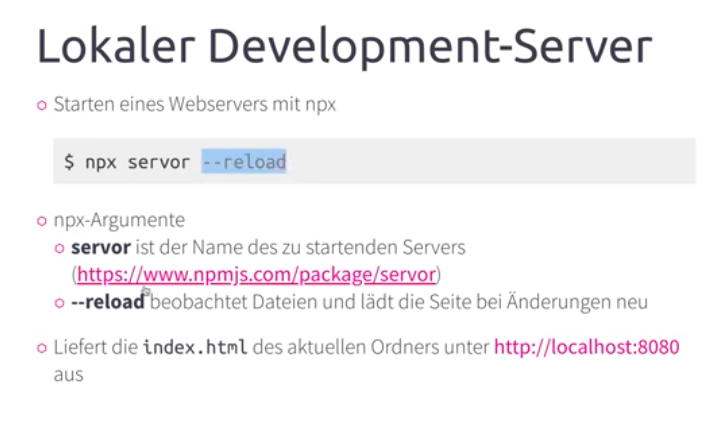 Lokaler Development-Server
Starten eines Webservers mit npx
$ npx servor --reload
npx-Argumente
servor ist der Name des zu startenden Servers
(https://www.npmjs.com/package/servor)
--reload beobachtet Dateien und lädt die Seite bei Änderungen neu
Liefert die index.html des aktuellen Ordners unter http://localhost:8080
aus